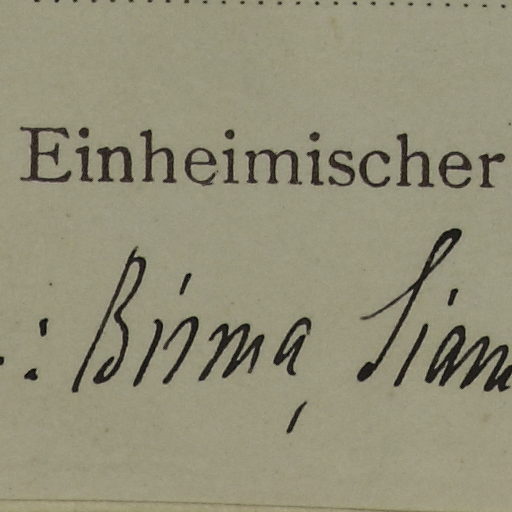 Einheimischer
: Birma, Siam